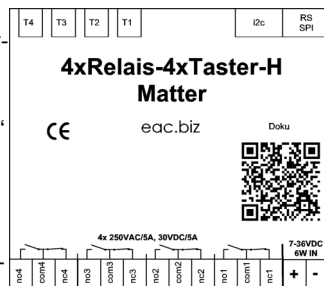 T4 T3 T2 T1 i2c RS
SPI
4xRelais-4xTaster-H
Matter
CE eac.biz Doku
4x 250VAC/5A, 30VDC/5A
7-36VDC
6W IN
no4 com4 nc4 no3 com3 nc3 no2 com2 nc2 no1 com1 nc1 + -